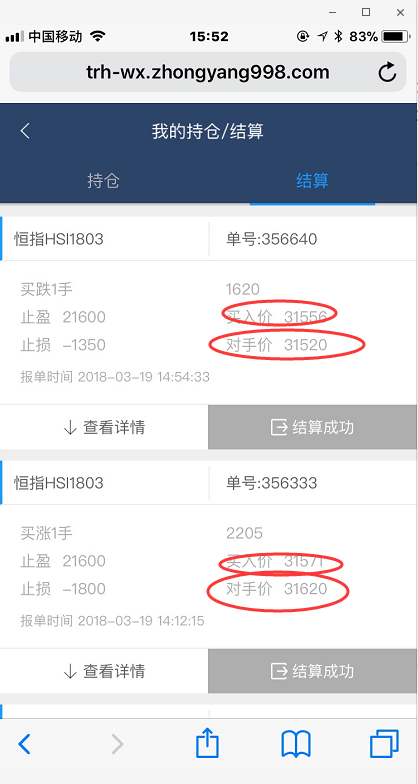 中国移动 15:52 83%
trh-wx.zhongyang998.com
我的持仓/结算
持仓 结算
恒指HSI1803 单号:356640
买跌1手 1620
止盈 21600 买入价 31556
止损 -1350 对手价 31520
报单时间 2018-03-19 14:54:33
查看详情 结算成功
恒指HSI1803 单号:356333
买涨1手 2205
止盈 21600 买入价 31571
止损 -1800 对手价 31620
报单时间 2018-03-19 14:12:15
查看详情 结算成功